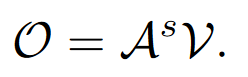 𝒪 = 𝒜ˢ𝒱.